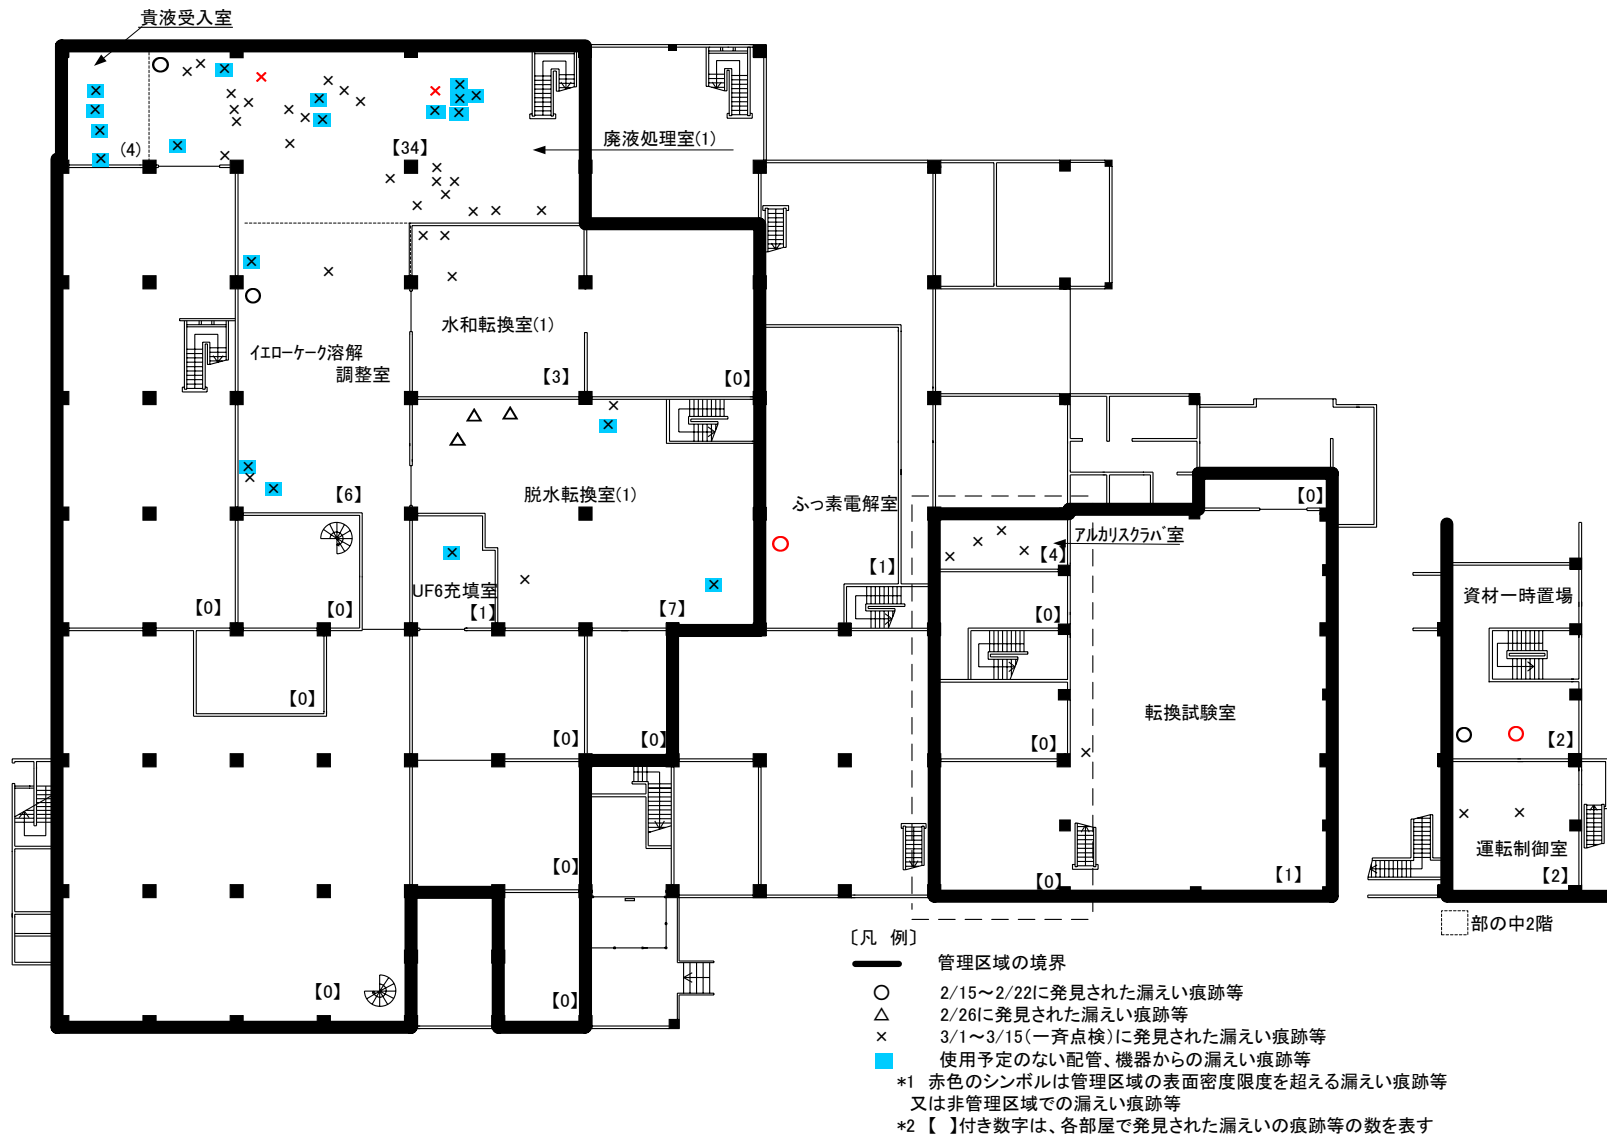 貴液受入室
(4)
【34】
廃液処理室(1)
水和転換室(1)
ｲｴﾛｰｹｰｸ溶解
調整室
【3】
【0】
【6】
脱水転換室(1)
ふっ素電解室
【0】
アルカリスクラバ室
【4】
UF6充填室
【1】
【7】
【1】
【0】
【0】
【0】
資材一時置場
【0】
【0】
【0】
【0】
転換試験室
【2】
【0】
【0】
【1】
運転制御室
【2】
部の中2階
【0】
【0】
〔凡 例〕
管理区域の境界
○ 2/15～2/22に発見された漏えい痕跡等
△ 2/26に発見された漏えい痕跡等
× 3/1～3/15(一斉点検)に発見された漏えい痕跡等
使用予定のない配管、機器からの漏えい痕跡等
*1 赤色のシンボルは管理区域の表面密度限度を超える漏えい痕跡等
又は非管理区域での漏えい痕跡等
*2 【 】付き数字は、各部屋で発見された漏えいの痕跡等の数を表す